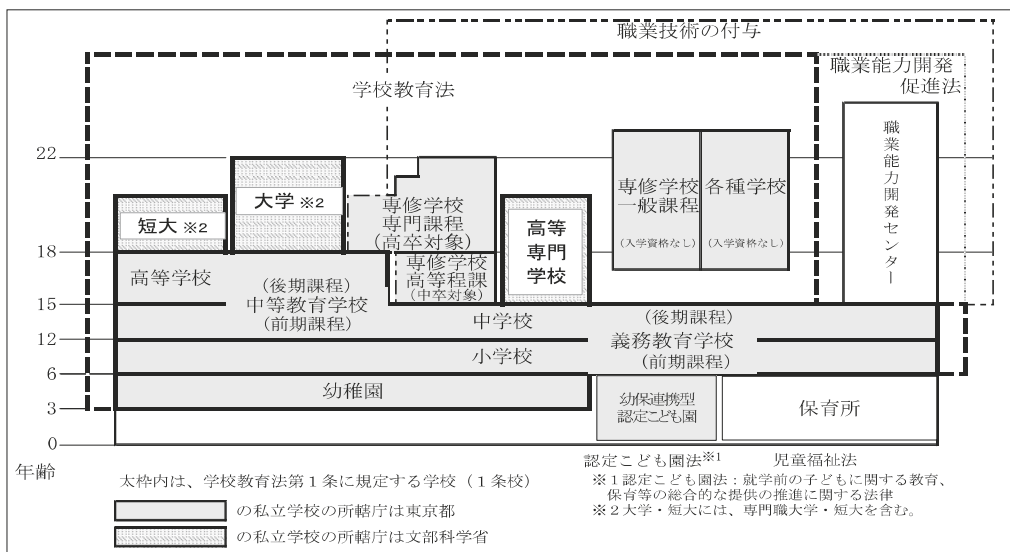 職業技術の付与
学校教育法
職業能力開発
促進法
22
18
15
12
6
3
0
年齢
短大 ※2
大学 ※2
専修学校
専門課程
(高卒対象)
専修学校
高等程課
(中卒対象)
高等
専門
学校
専修学校
一般課程
(入学資格なし)
各種学校
(入学資格なし)
職業能力開発センター
高等学校
(後期課程)
中等教育学校
(前期課程)
中学校
(後期課程)
義務教育学校
(前期課程)
小学校
幼稚園
幼保連携型
認定こども園
保育所
認定こども園法※1
児童福祉法
太枠内は、学校教育法第1条に規定する学校(1条校)
の私立学校の所轄庁は東京都
の私立学校の所轄庁は文部科学省
※1認定こども園法:就学前の子どもに関する教育、
保育等の総合的な提供の推進に関する法律
※2大学・短大には、専門職大学・短大を含む。